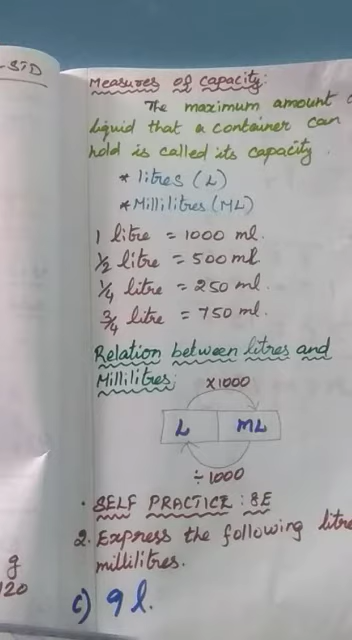 -STD
Measures of capacity:
The maximum amount
liquid that a container can
hold is called its capacity.
* litres (L)
* Millilitres (ML)
1 litre = 1000 ml.
1/2 litre = 500 ml.
1/4 litre = 250 ml.
3/4 litre = 750 ml.
Relation between litres and
Millilitres:
X1000
L ML
÷1000
. SELF PRACTICE : 8E
2. Express the following litre
millilitres.
g
120
c) 9 l.